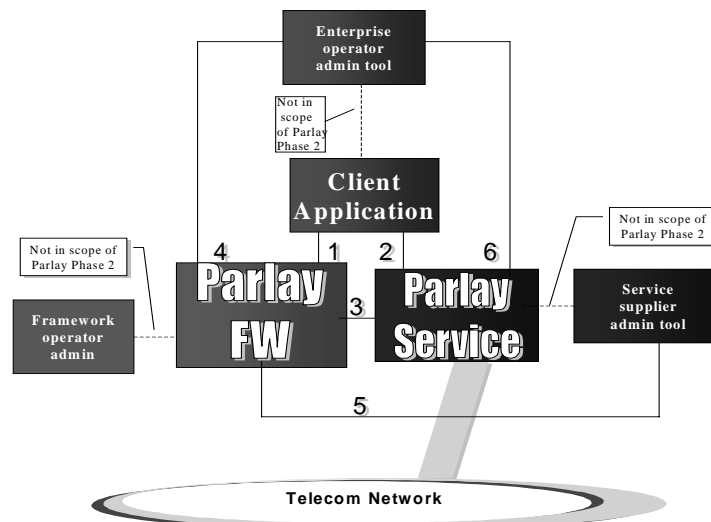 Enterprise
operator
admin tool
Not in
scope
of Parlay
Phase 2
Client
Application
Not in scope of
Parlay Phase 2
Not in scope of
Parlay Phase 2
4
1
2
6
Parlay
FW
3
Parlay
Service
Framework
operator
admin
Service
supplier
admin tool
5
Telecom Network